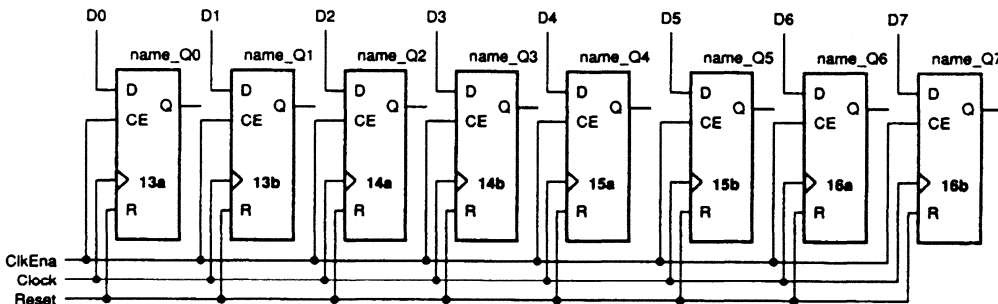 D0 D1 D2 D3 D4 D5 D6 D7
name_Q0 name_Q1 name_Q2 name_Q3 name_Q4 name_Q5 name_Q6 name_Q7
D D D D D D D D
Q Q Q Q Q Q Q Q
CE CE CE CE CE CE CE CE
13a 13b 14a 14b 15a 15b 16a 16b
R R R R R R R R
ClkEna
Clock
Reset